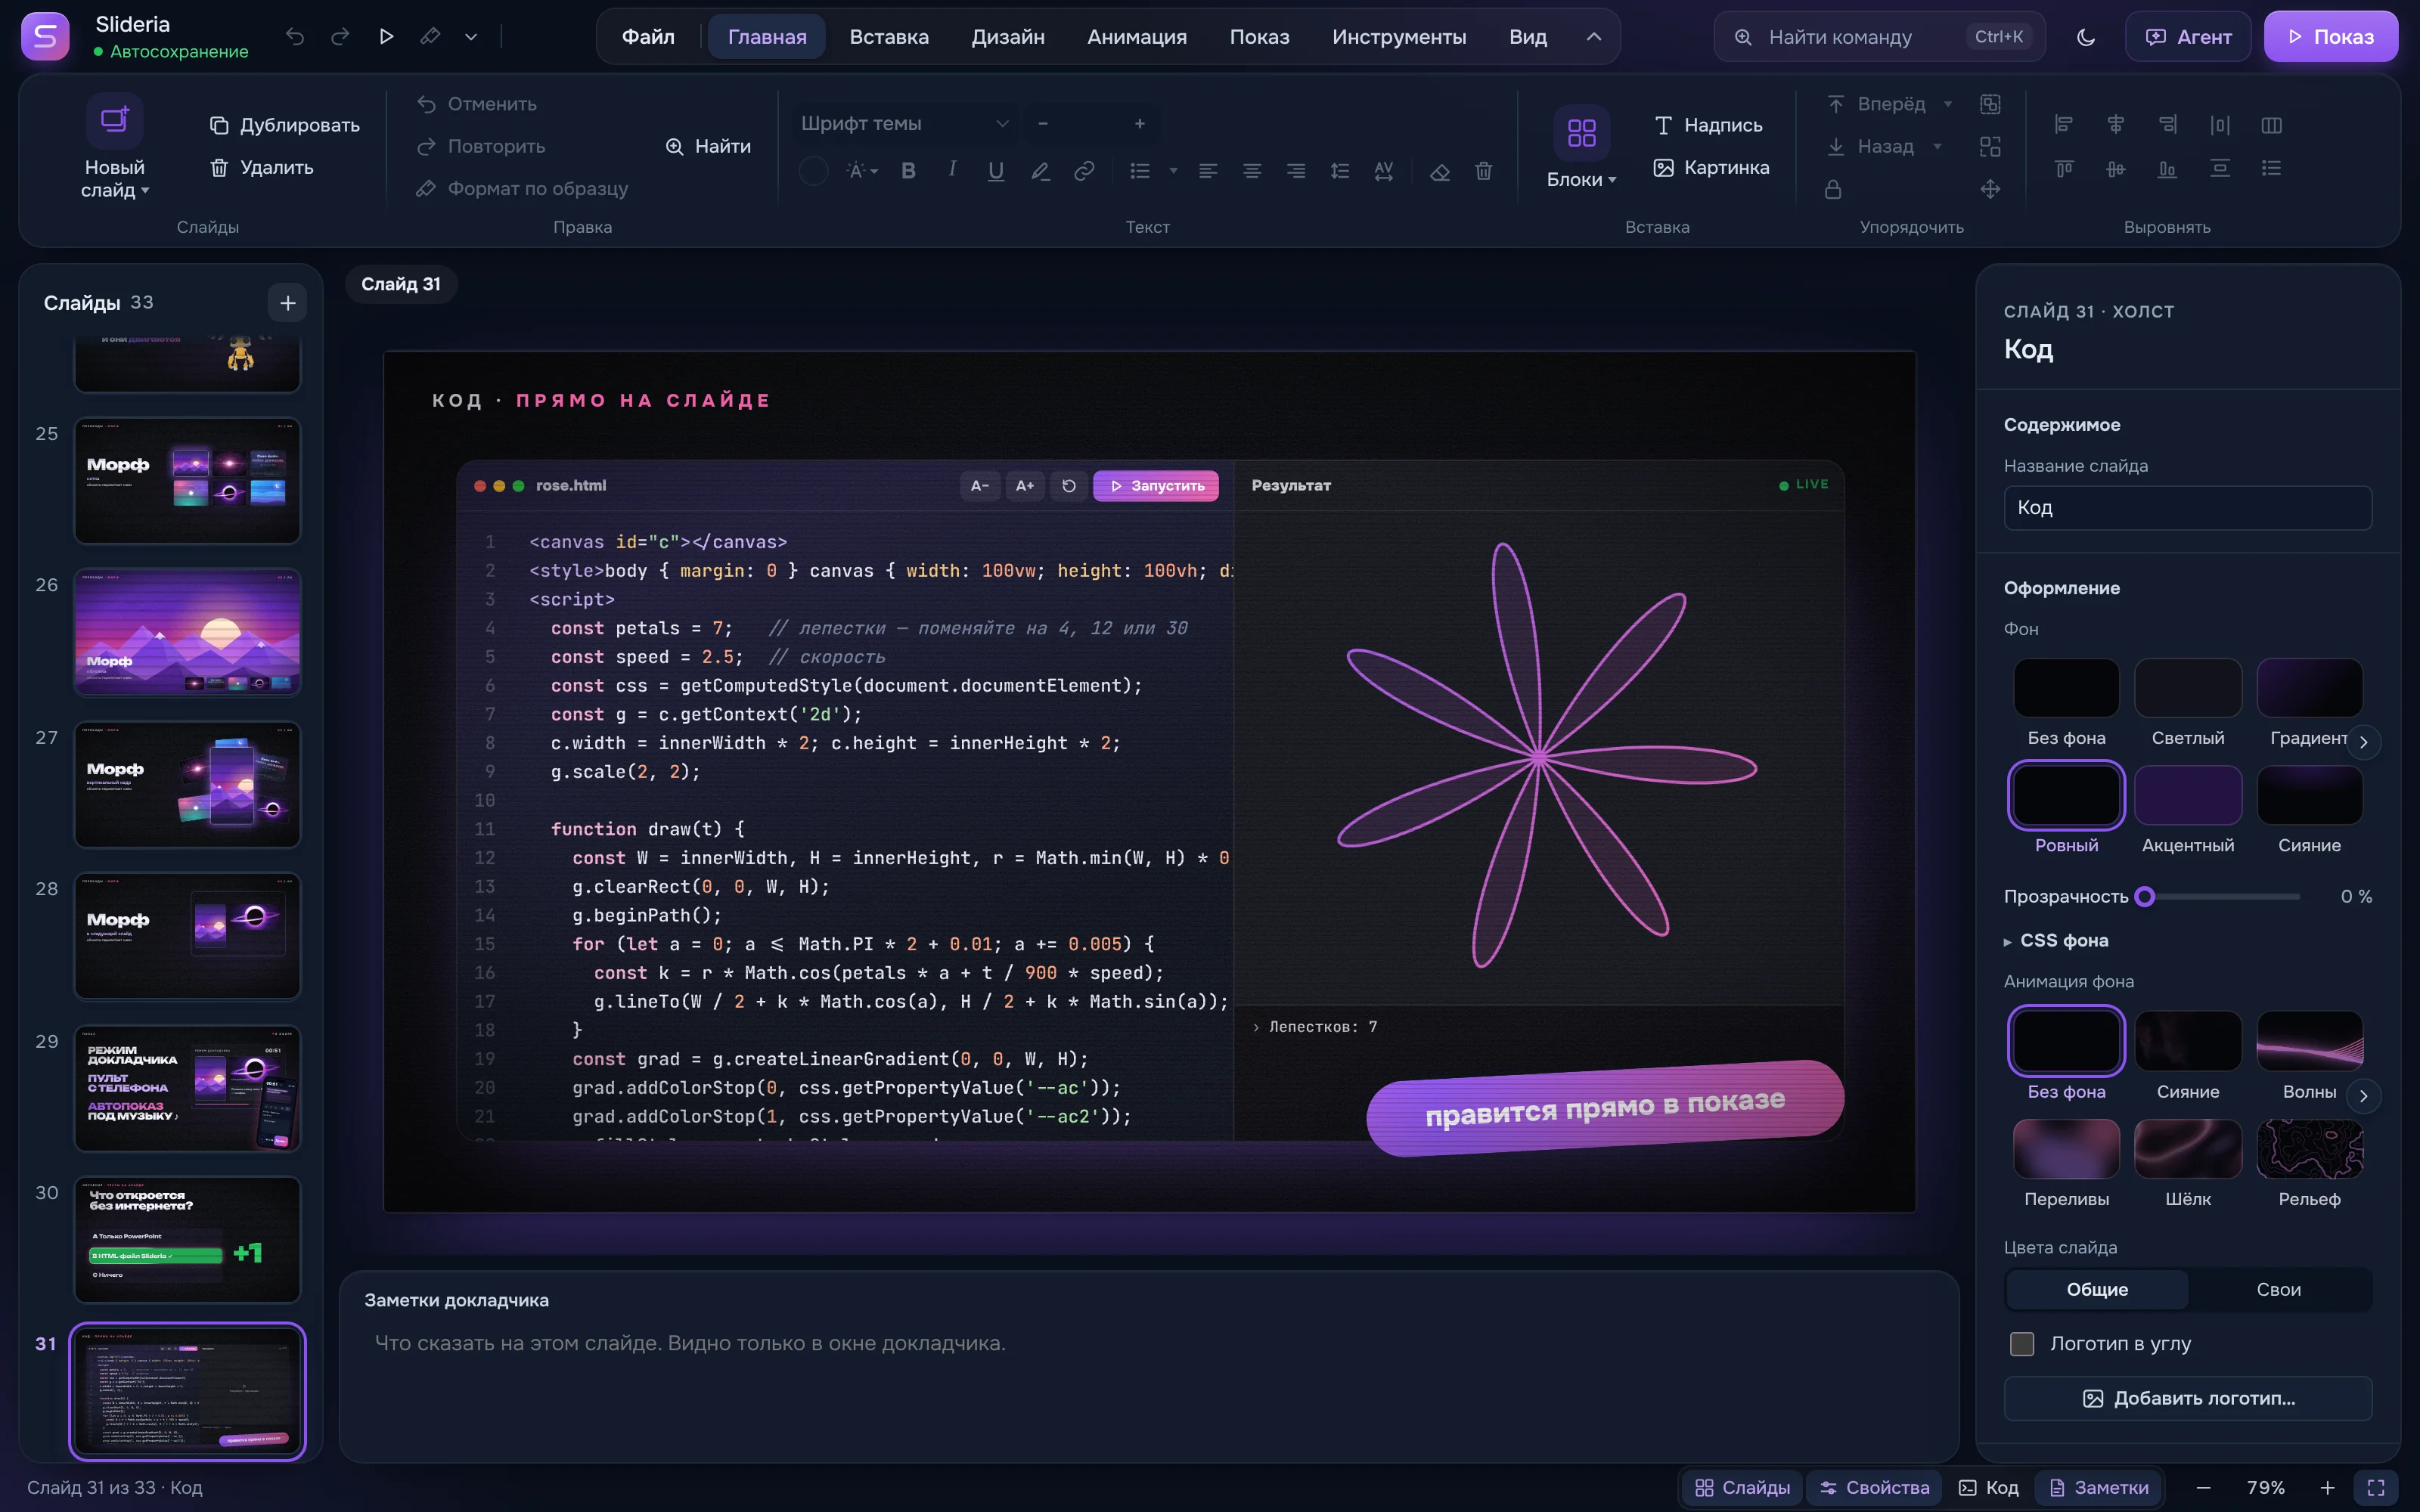 Slideria
Автосохранение
Файл
Главная
Вставка
Дизайн
Анимация
Показ
Инструменты
Вид
Найти команду
Ctrl+K
Агент
Показ
Новый
слайд
Дублировать
Удалить
Слайды
Отменить
Повторить
Формат по образцу
Найти
Правка
Шрифт темы
Текст
Блоки
Надпись
Картинка
Вставка
Вперёд
Назад
Упорядочить
Выровнять
Слайды 33
25
Морф
26
Морф
27
Морф
28
Морф
29
РЕЖИМ
ДОКЛАДЧИКА
ПУЛЬТ
С ТЕЛЕФОНА
АВТОПОКАЗ
ПОД МУЗЫКУ♪
30
Что откроется
без интернета?
A Только PowerPoint
B HTML-файл Slideria ✓
C Ничего
+1
31
Слайд 31
КОД · ПРЯМО НА СЛАЙДЕ
rose.html
A−
A+
Запустить
1 <canvas id="c"></canvas>
2 <style>body { margin: 0 } canvas { width: 100vw; height: 100vh; di
3 <script>
4 const petals = 7; // лепестки — поменяйте на 4, 12 или 30
5 const speed = 2.5; // скорость
6 const css = getComputedStyle(document.documentElement);
7 const g = c.getContext('2d');
8 c.width = innerWidth * 2; c.height = innerHeight * 2;
9 g.scale(2, 2);
10
11 function draw(t) {
12 const W = innerWidth, H = innerHeight, r = Math.min(W, H) * 0
13 g.clearRect(0, 0, W, H);
14 g.beginPath();
15 for (let a = 0; a <= Math.PI * 2 + 0.01; a += 0.005) {
16 const k = r * Math.cos(petals * a + t / 900 * speed);
17 g.lineTo(W / 2 + k * Math.cos(a), H / 2 + k * Math.sin(a));
18 }
19 const grad = g.createLinearGradient(0, 0, W, H);
20 grad.addColorStop(0, css.getPropertyValue('--ac'));
21 grad.addColorStop(1, css.getPropertyValue('--ac2'));
Результат
LIVE
› Лепестков: 7
правится прямо в показе
Заметки докладчика
Что сказать на этом слайде. Видно только в окне докладчика.
СЛАЙД 31 · ХОЛСТ
Код
Содержимое
Название слайда
Код
Оформление
Фон
Без фона
Светлый
Градиент
Ровный
Акцентный
Сияние
Прозрачность
0 %
CSS фона
Анимация фона
Без фона
Сияние
Волны
Переливы
Шёлк
Рельеф
Цвета слайда
Общие
Свои
Логотип в углу
Добавить логотип...
Слайд 31 из 33 · Код
Слайды
Свойства
Код
Заметки
79%